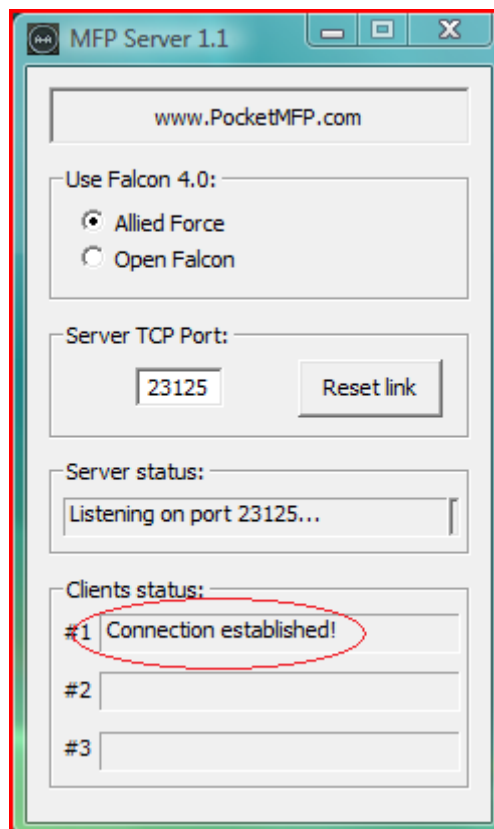 MFP Server 1.1
www.PocketMFP.com
Use Falcon 4.0:
Allied Force
Open Falcon
Server TCP Port:
23125 Reset link
Server status:
Listening on port 23125...
Clients status:
#1 Connection established!
#2
#3